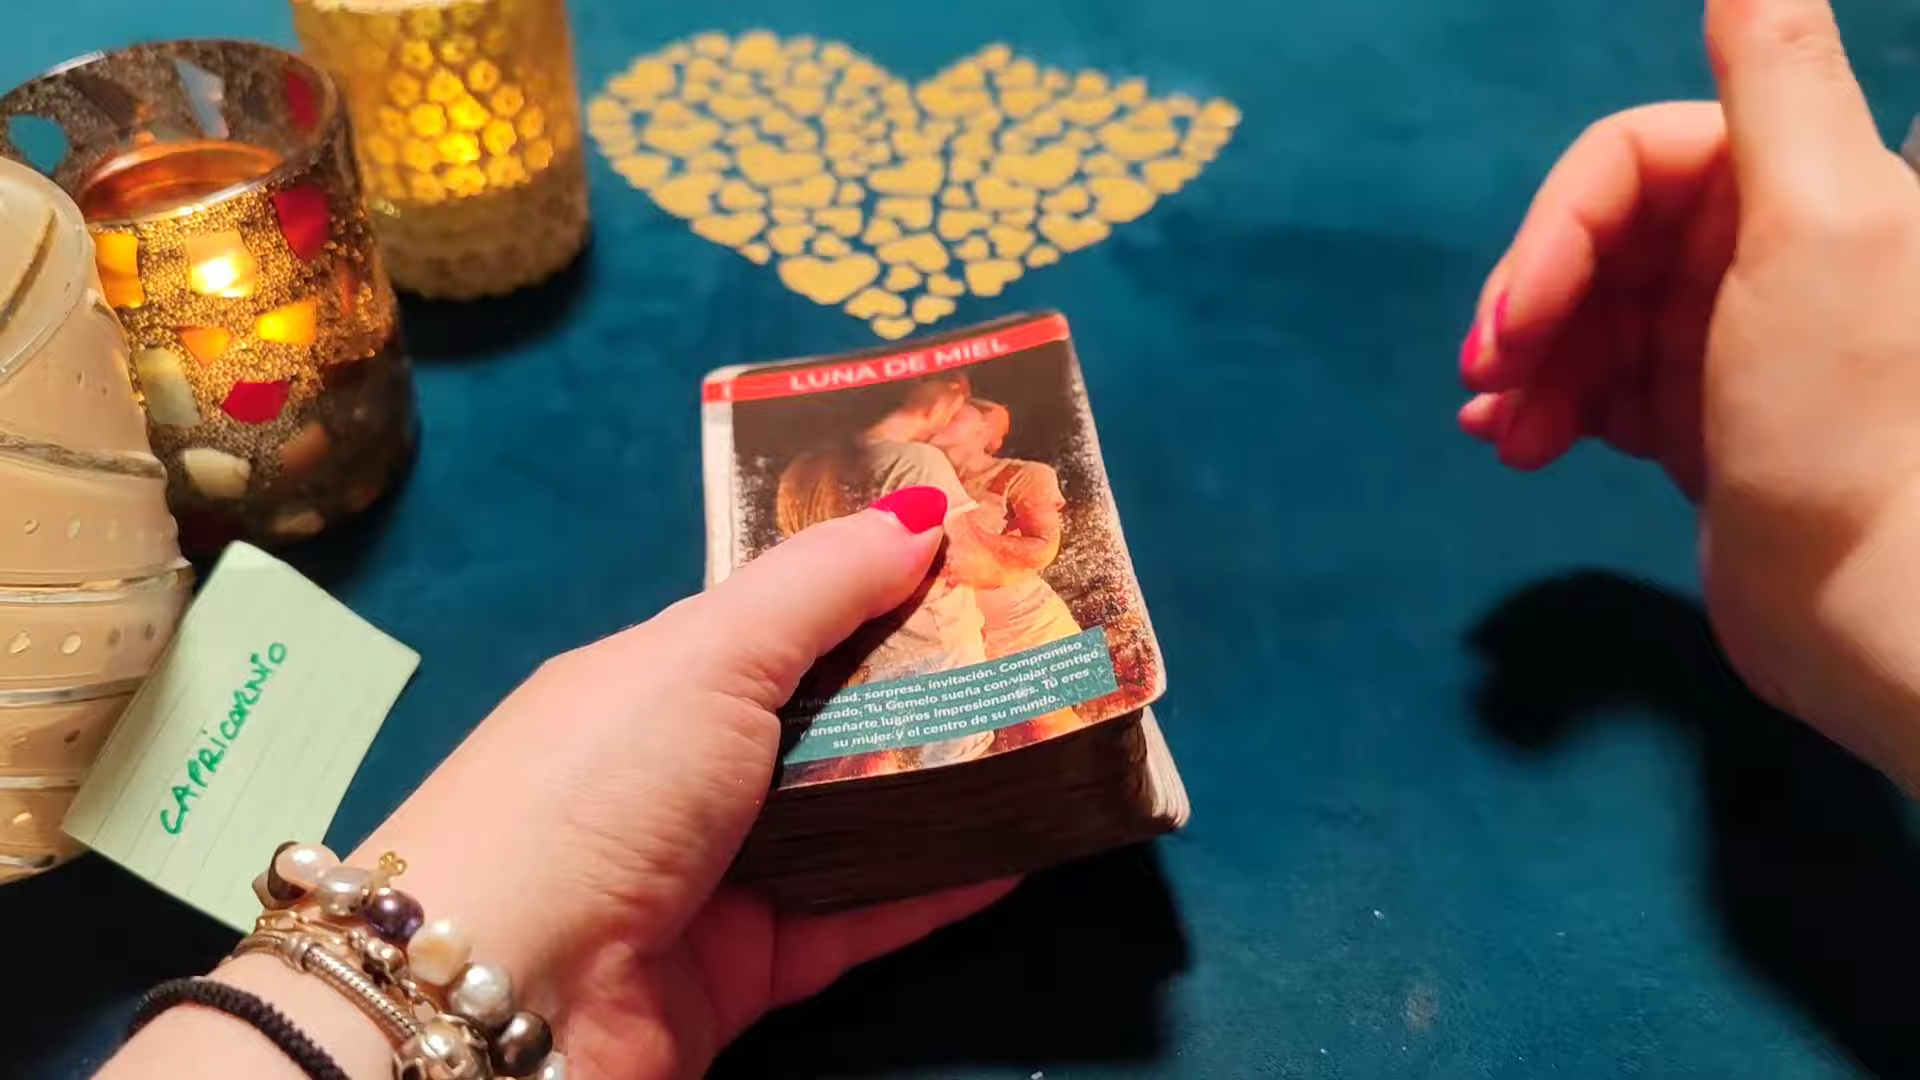 LUNA DE MIEL
Felicidad, sorpresa, invitación. Compromiso
Tu Gemelo sueña con viajar contigo
y enseñarte lugares impresionantes. Tú eres
su mujer y el centro de su mundo.
CAPRICORNIO